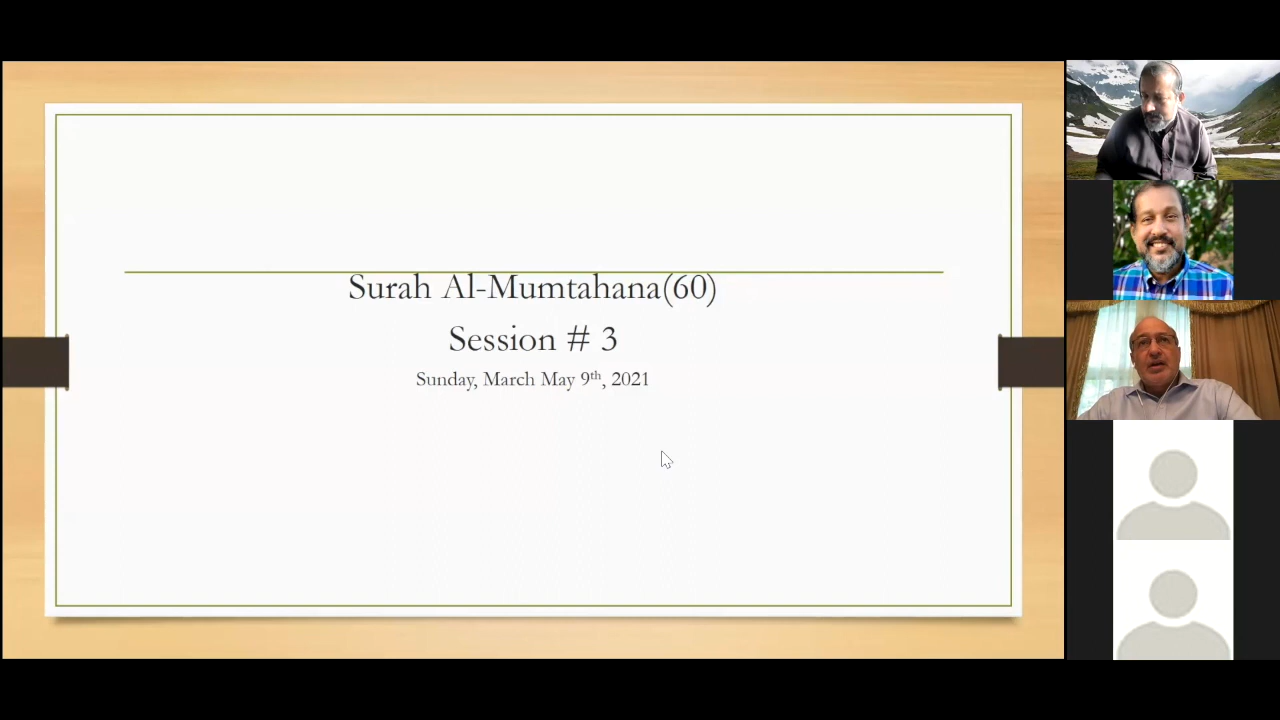 Surah Al-Mumtahana(60)
Session # 3
Sunday, March May 9th, 2021